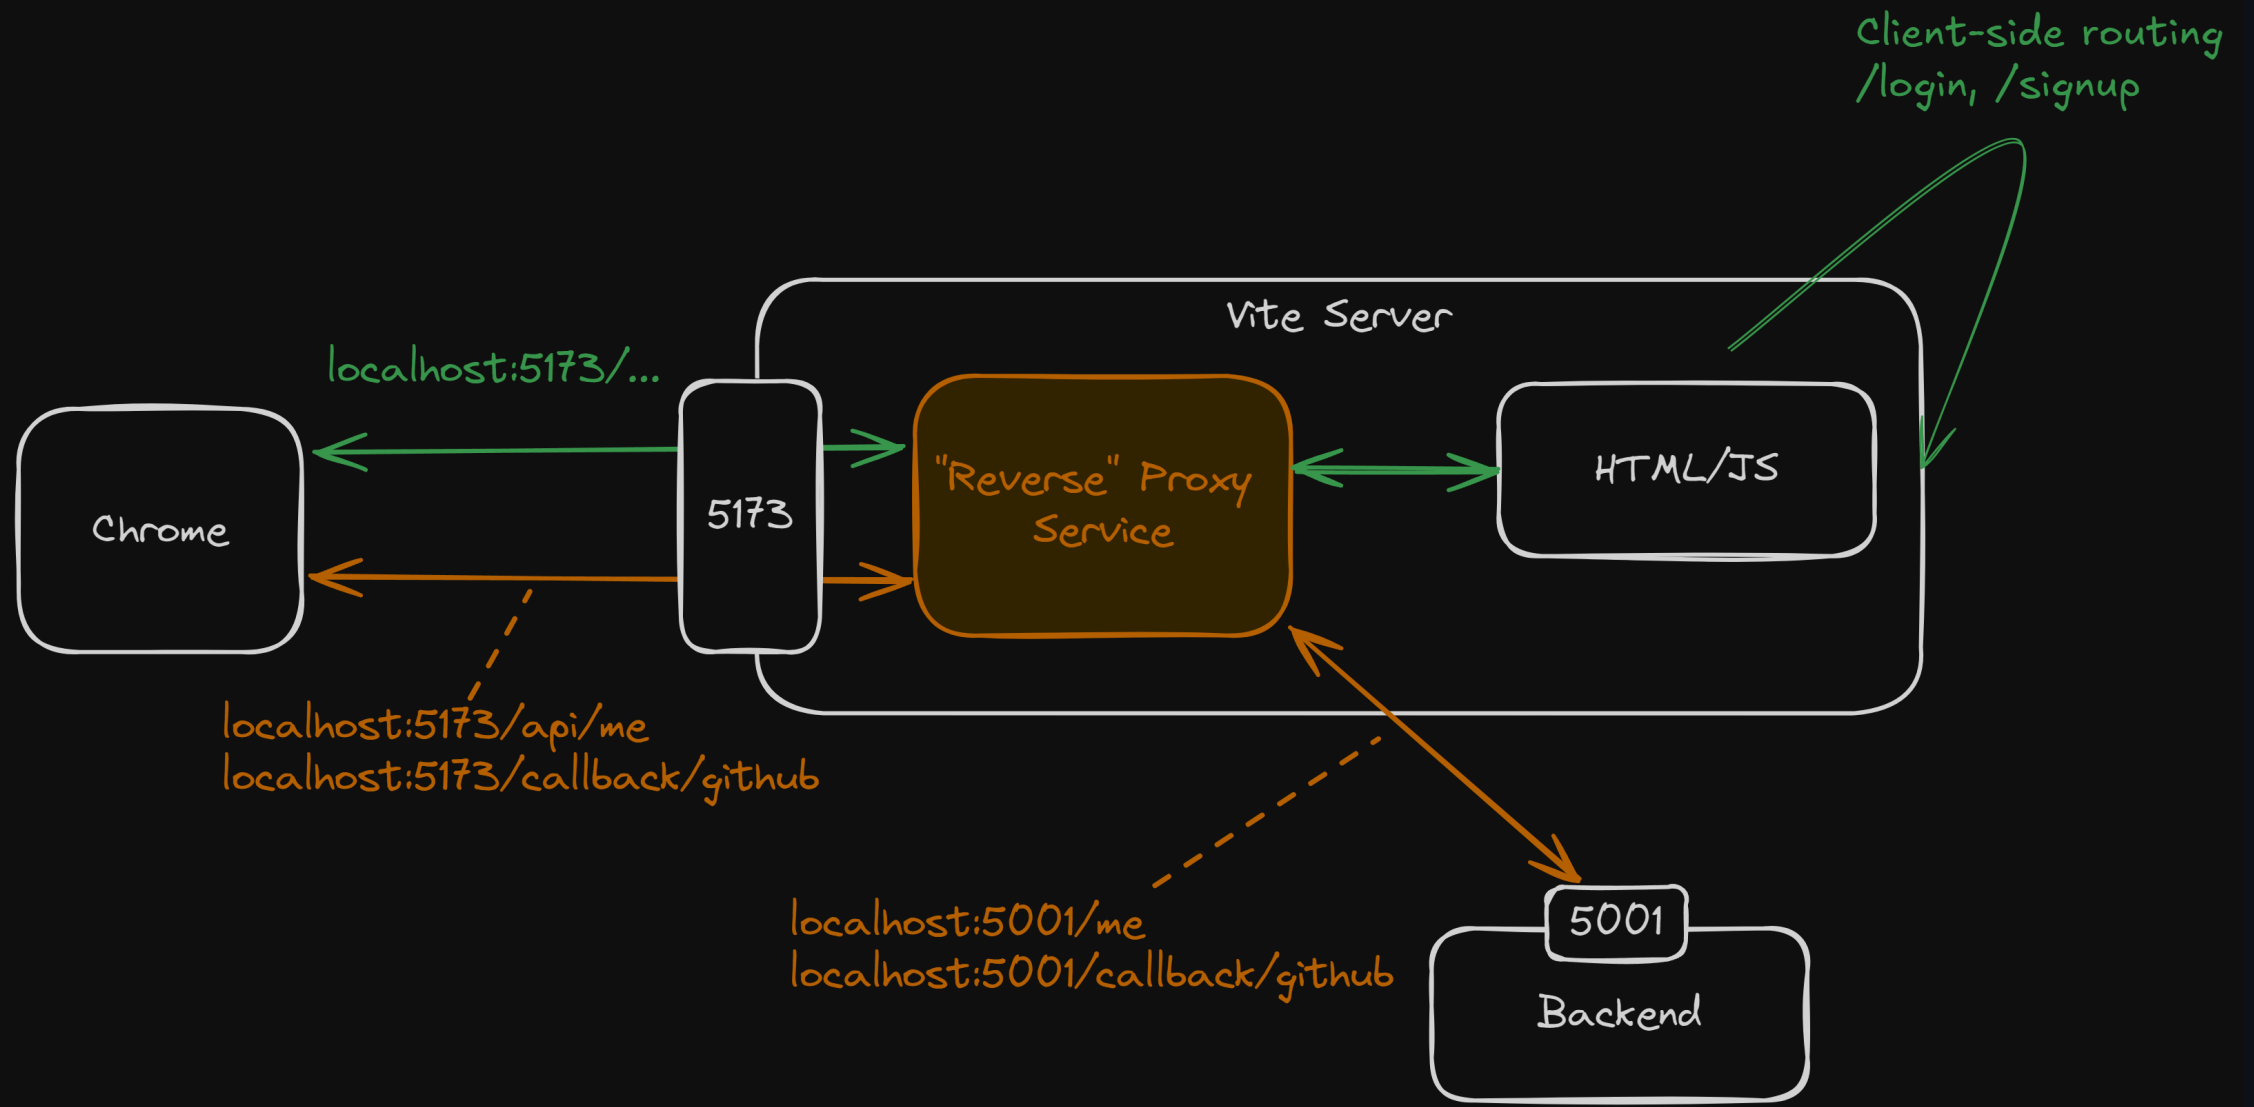 Client-side routing
/login, /signup
Vite Server
localhost:5173/...
Chrome
5173
"Reverse" Proxy
Service
HTML/JS
localhost:5173/api/me
localhost:5173/callback/github
localhost:5001/me
localhost:5001/callback/github
5001
Backend